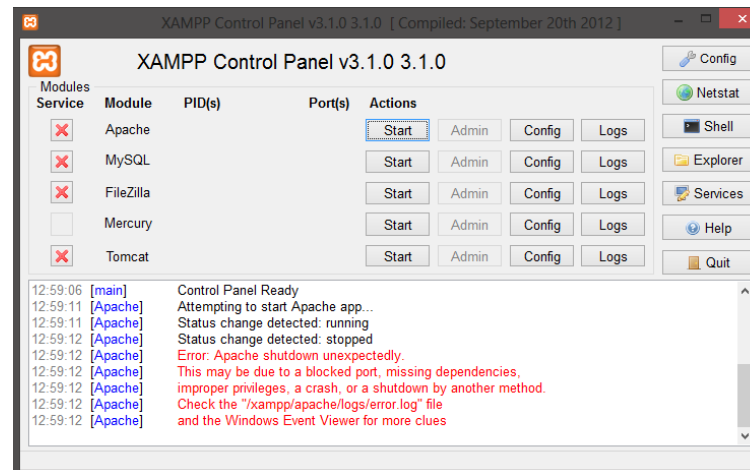 XAMPP Control Panel v3.1.0 3.1.0 [ Compiled: September 20th 2012 ]
XAMPP Control Panel v3.1.0 3.1.0
Config
Modules
Service Module PID(s) Port(s) Actions
Netstat
Apache Start Admin Config Logs
Shell
MySQL Start Admin Config Logs
Explorer
FileZilla Start Admin Config Logs
Services
Mercury Start Admin Config Logs
Help
Tomcat Start Admin Config Logs
Quit
12:59:06 [main] Control Panel Ready
12:59:11 [Apache] Attempting to start Apache app...
12:59:11 [Apache] Status change detected: running
12:59:12 [Apache] Status change detected: stopped
12:59:12 [Apache] Error: Apache shutdown unexpectedly.
12:59:12 [Apache] This may be due to a blocked port, missing dependencies,
12:59:12 [Apache] improper privileges, a crash, or a shutdown by another method.
12:59:12 [Apache] Check the "/xampp/apache/logs/error.log" file
12:59:12 [Apache] and the Windows Event Viewer for more clues